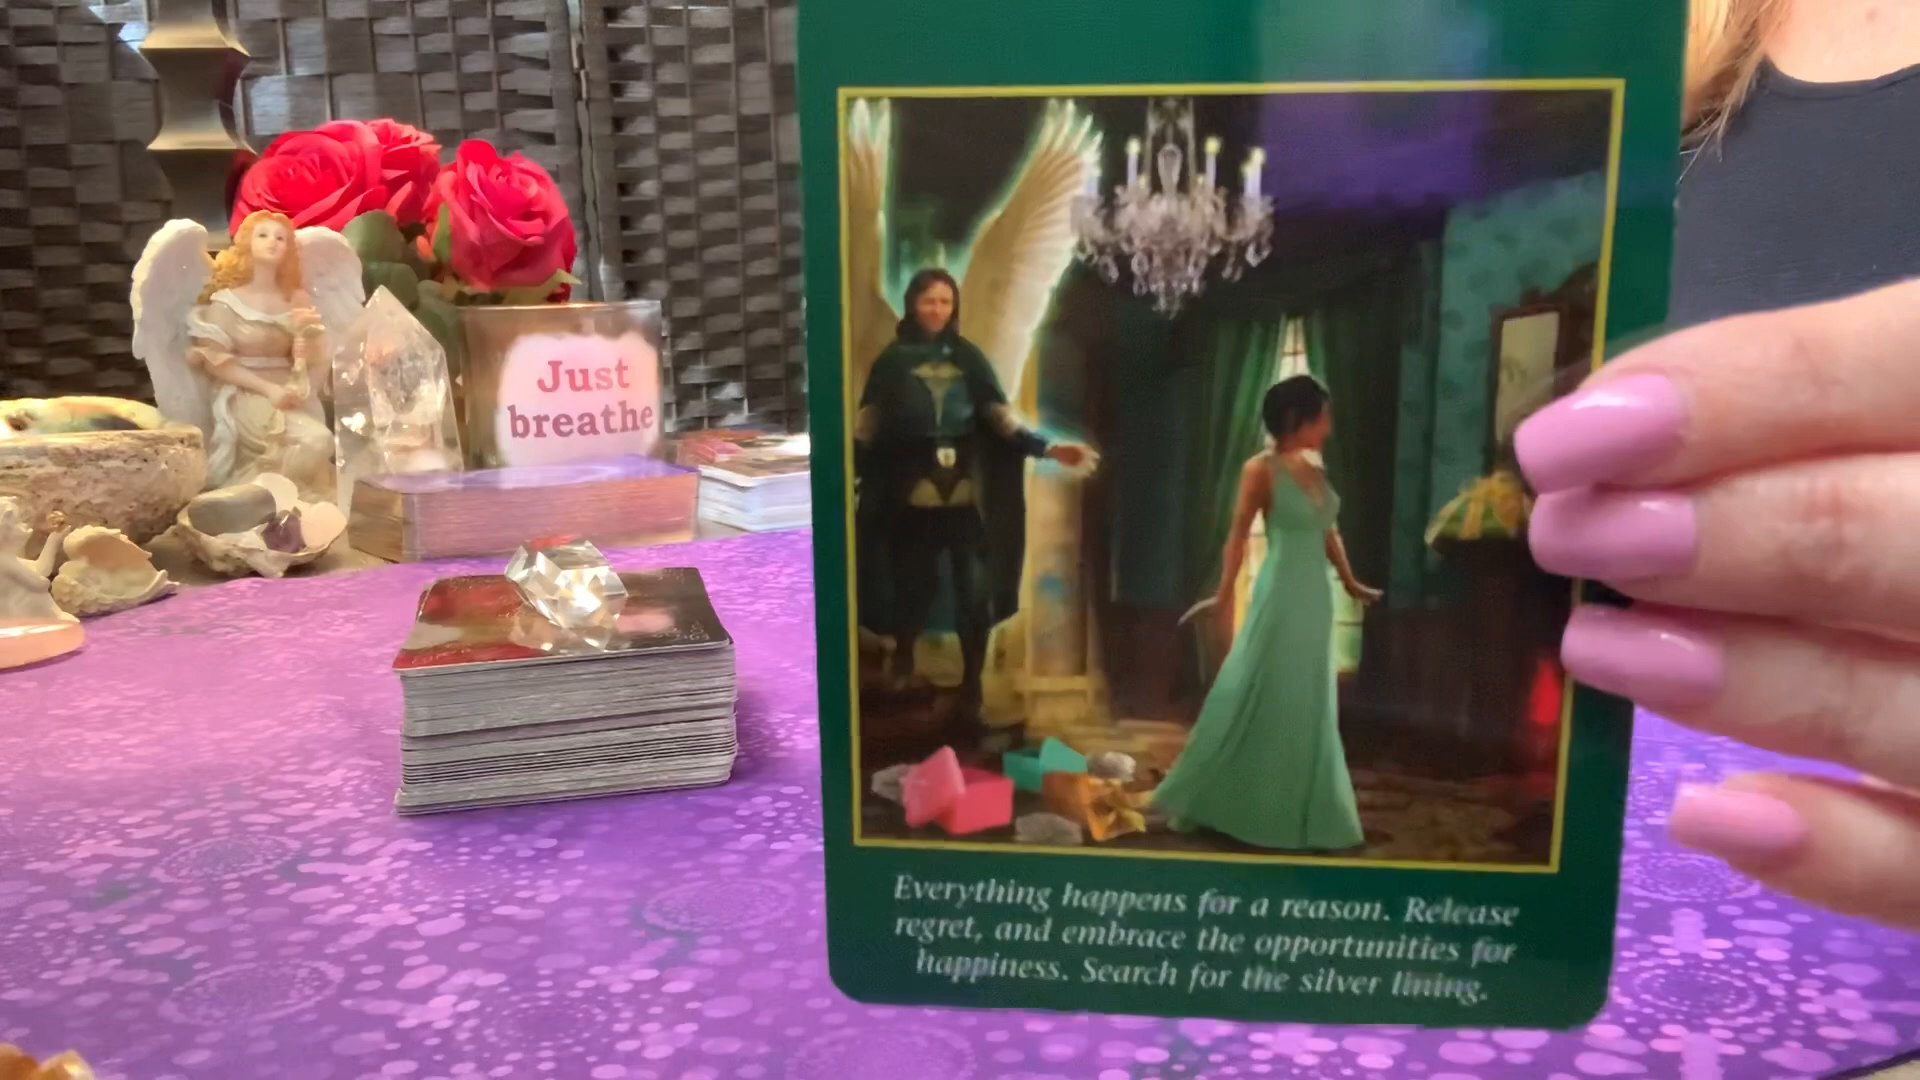 Just
breathe
Everything happens for a reason. Release
regret, and embrace the opportunities for
happiness. Search for the silver lining.